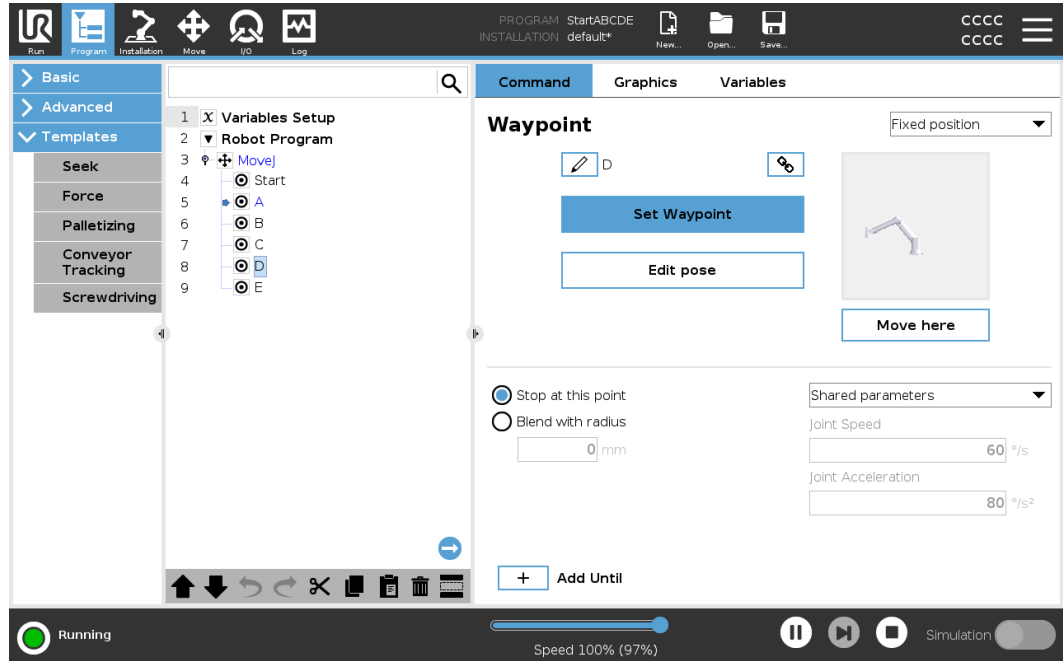 PROGRAM StartABCDE
INSTALLATION default*
CCCC
CCCC
UR
Run
Program
Installation
Move
I/O
Log
New...
Open...
Save...
Basic
Advanced
Templates
Seek
Force
Palletizing
Conveyor
Tracking
Screwdriving
1 X Variables Setup
2 ▼ Robot Program
3 MoveJ
4 Start
5 A
6 B
7 C
8 D
9 E
Command Graphics Variables
Waypoint
Fixed position
D
Set Waypoint
Edit pose
Move here
Stop at this point
Blend with radius
0 mm
Shared parameters
Joint Speed
60 °/s
Joint Acceleration
80 °/s²
+ Add Until
Running
Speed 100% (97%)
Simulation